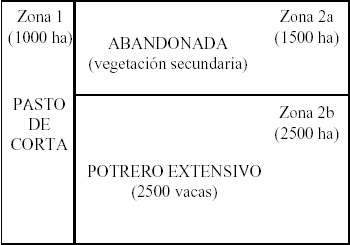 Zona 1
(1000 ha)
PASTO
DE
CORTA
Zona 2a
(1500 ha)
ABANDONADA
(vegetación secundaria)
Zona 2b
(2500 ha)
POTRERO EXTENSIVO
(2500 vacas)